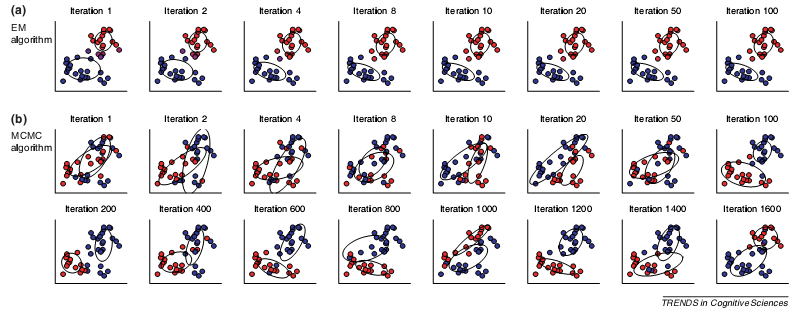 (a) Iteration 1 Iteration 2 Iteration 4 Iteration 8 Iteration 10 Iteration 20 Iteration 50 Iteration 100
EM
algorithm
(b) Iteration 1 Iteration 2 Iteration 4 Iteration 8 Iteration 10 Iteration 20 Iteration 50 Iteration 100
MCMC
algorithm
Iteration 200 Iteration 400 Iteration 600 Iteration 800 Iteration 1000 Iteration 1200 Iteration 1400 Iteration 1600
TRENDS in Cognitive Sciences